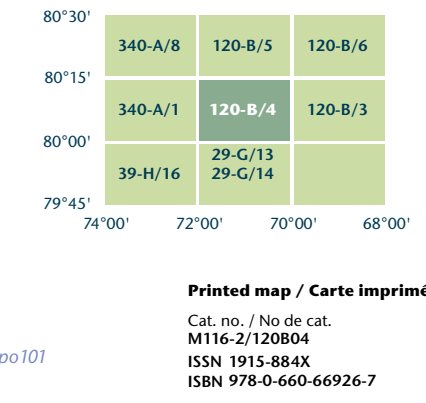 80°30'
340-A/8 120-B/5 120-B/6
80°15'
340-A/1 120-B/4 120-B/3
80°00'
29-G/13
39-H/16 29-G/14
79°45'
74°00' 72°00' 70°00' 68°00'
Printed map / Carte imprimé
Cat. no. / No de cat.
M116-2/120B04
po101
ISSN 1915-884X
ISBN 978-0-660-66926-7